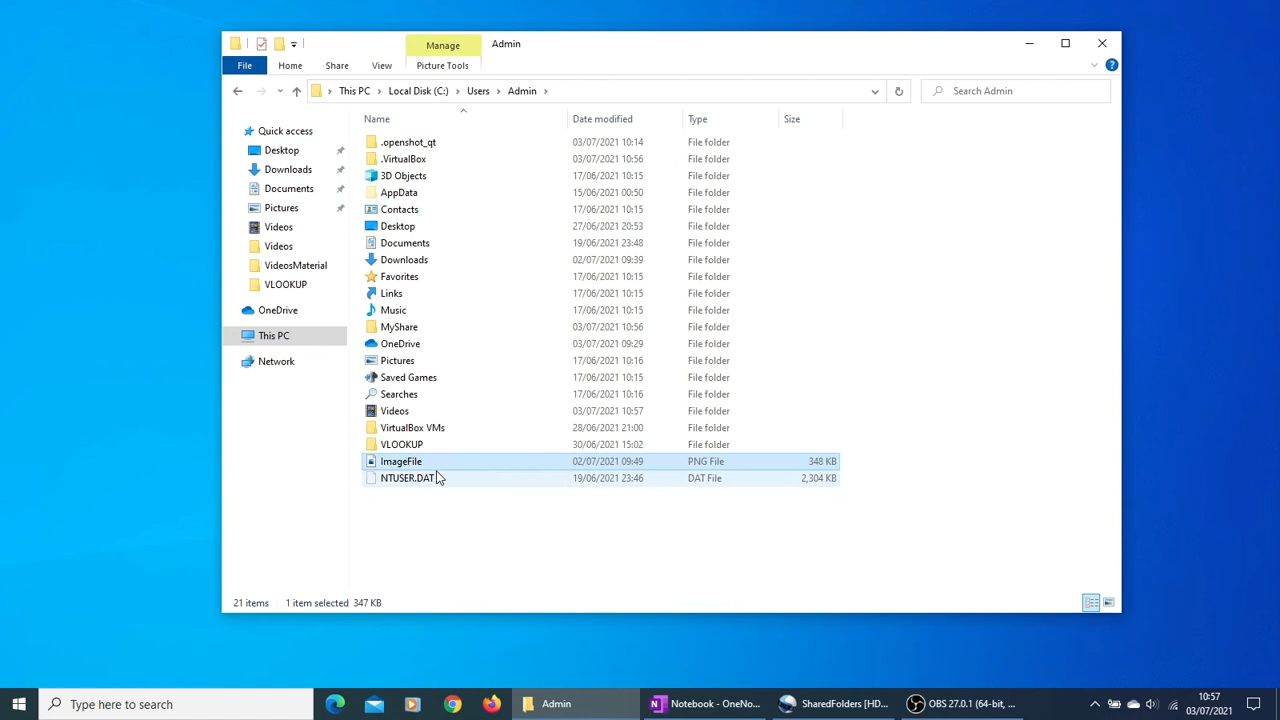 Manage
Admin
File
Home
Share
View
Picture Tools
This PC
Local Disk (C:)
Users
Admin
Search Admin
Name
Date modified
Type
Size
Quick access
Desktop
Downloads
Documents
Pictures
Videos
Videos
VideosMaterial
VLOOKUP
OneDrive
This PC
Network
.openshot_qt 03/07/2021 10:14 File folder
.VirtualBox 03/07/2021 10:56 File folder
3D Objects 17/06/2021 10:15 File folder
AppData 15/06/2021 00:50 File folder
Contacts 17/06/2021 10:15 File folder
Desktop 27/06/2021 20:53 File folder
Documents 19/06/2021 23:48 File folder
Downloads 02/07/2021 09:39 File folder
Favorites 17/06/2021 10:15 File folder
Links 17/06/2021 10:15 File folder
Music 17/06/2021 10:15 File folder
MyShare 03/07/2021 10:56 File folder
OneDrive 03/07/2021 09:29 File folder
Pictures 17/06/2021 10:16 File folder
Saved Games 17/06/2021 10:15 File folder
Searches 17/06/2021 10:16 File folder
Videos 03/07/2021 10:57 File folder
VirtualBox VMs 28/06/2021 21:00 File folder
VLOOKUP 30/06/2021 15:02 File folder
ImageFile 02/07/2021 09:49 PNG File 348 KB
NTUSER.DAT 19/06/2021 23:46 DAT File 2,304 KB
21 items 1 item selected 347 KB
Type here to search
Admin
Notebook - OneNo...
SharedFolders [HD...
OBS 27.0.1 (64-bit, ...
10:57
03/07/2021